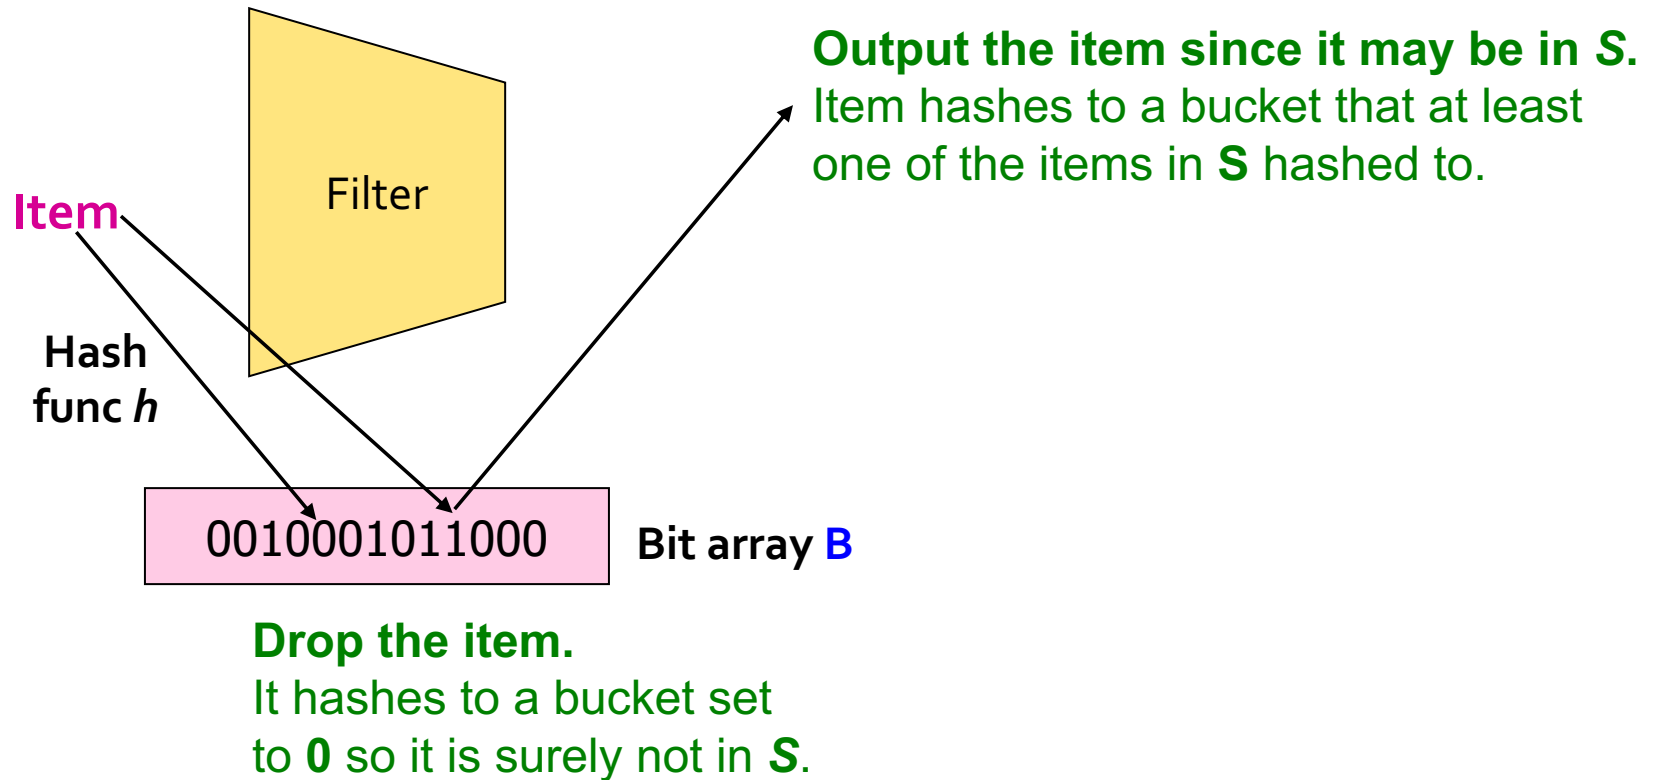 Output the item since it may be in S.
Item hashes to a bucket that at least
one of the items in S hashed to.
Filter
Item
Hash
func h
0010001011000
Bit array B
Drop the item.
It hashes to a bucket set
to 0 so it is surely not in S.